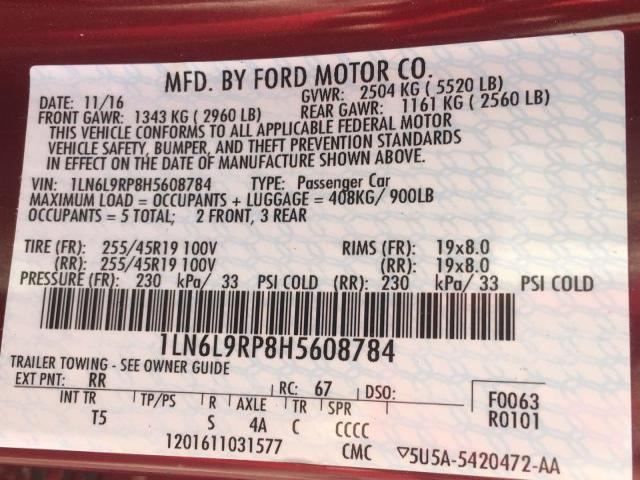 MFD. BY FORD MOTOR CO.
DATE: 11/16 GVWR: 2504 KG ( 5520 LB)
FRONT GAWR: 1343 KG ( 2960 LB) REAR GAWR: 1161 KG ( 2560 LB)
THIS VEHICLE CONFORMS TO ALL APPLICABLE FEDERAL MOTOR
VEHICLE SAFETY, BUMPER, AND THEFT PREVENTION STANDARDS
IN EFFECT ON THE DATE OF MANUFACTURE SHOWN ABOVE.
VIN: 1LN6L9RP8H5608784 TYPE: Passenger Car
MAXIMUM LOAD = OCCUPANTS + LUGGAGE = 408KG/ 900LB
OCCUPANTS = 5 TOTAL; 2 FRONT, 3 REAR
TIRE (FR): 255/45R19 100V RIMS (FR): 19x8.0
(RR): 255/45R19 100V (RR): 19x8.0
PRESSURE (FR): 230 kPa/ 33 PSI COLD (RR): 230 kPa/ 33 PSI COLD
1LN6L9RP8H5608784
TRAILER TOWING - SEE OWNER GUIDE
EXT PNT: RR RC: 67 DSO: F0063
INT TR TP/PS R AXLE TR SPR R0101
T5 S 4A C CCCC
1201611031577 CMC ▽5U5A-5420472-AA